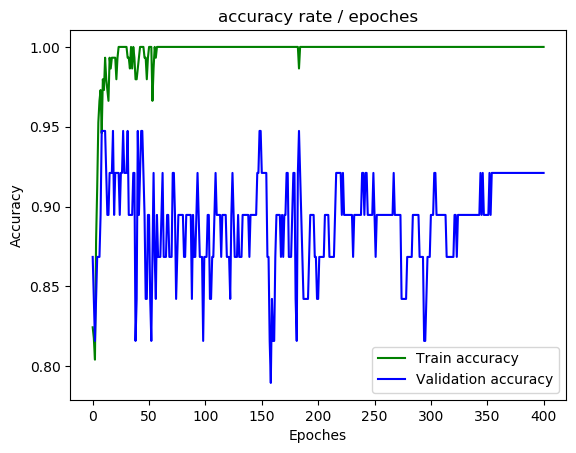 accuracy rate / epoches
1.00
0.95
0.90
0.85
0.80
Accuracy
Train accuracy
Validation accuracy
0 50 100 150 200 250 300 350 400
Epoches